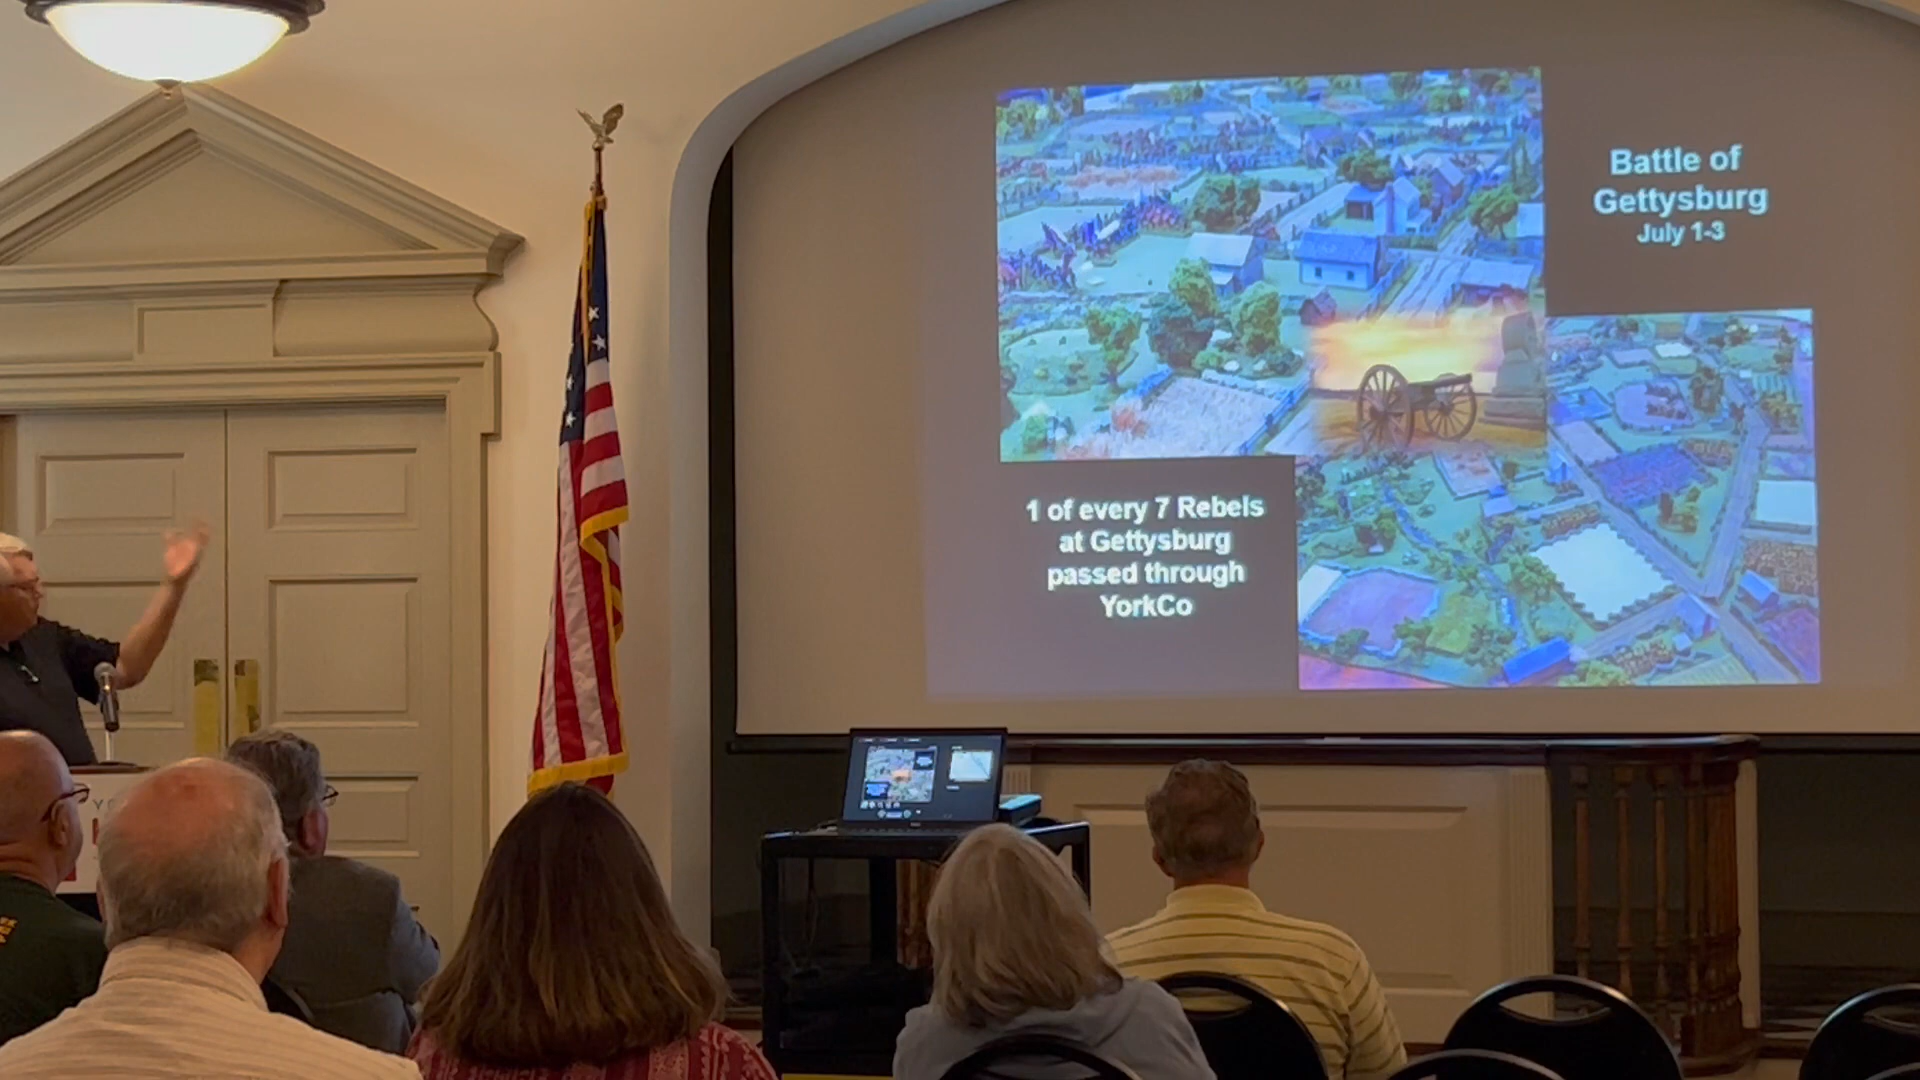 Battle of
Gettysburg
July 1-3
1 of every 7 Rebels
at Gettysburg
passed through
YorkCo